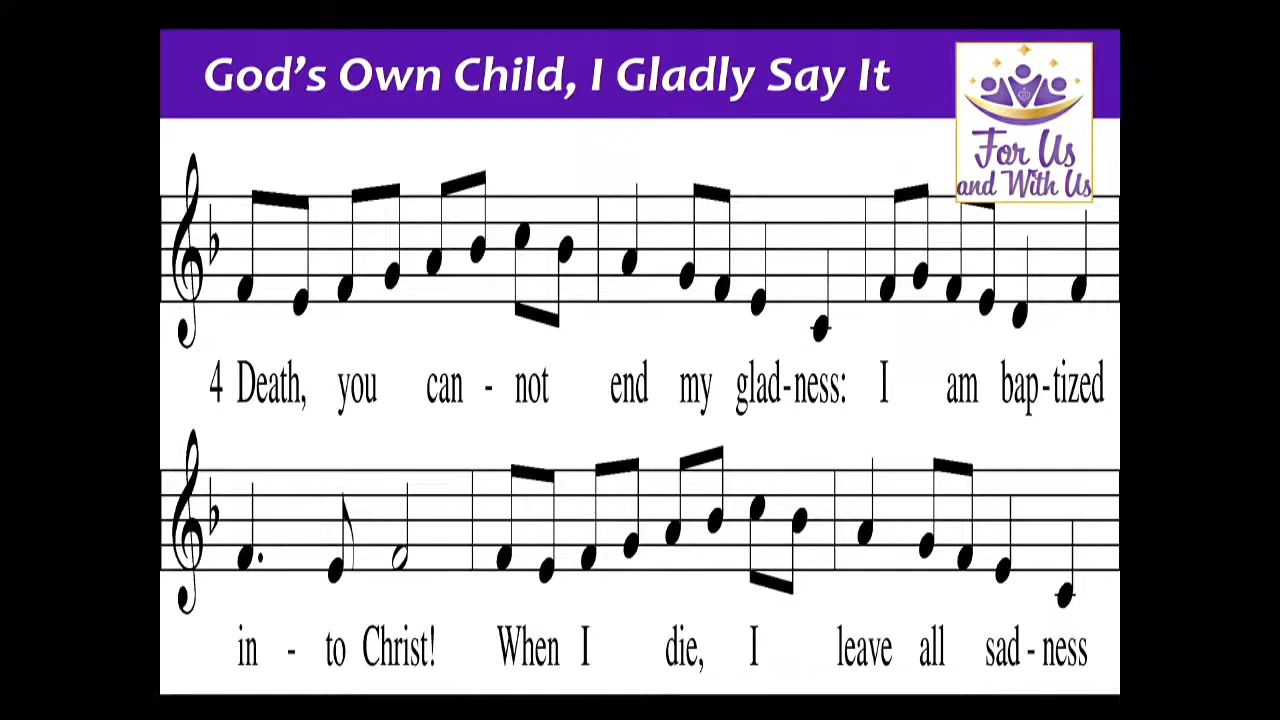 God's Own Child, I Gladly Say It
For Us
and With Us
4 Death, you can - not end my glad-ness: I am bap-tized
in - to Christ! When I die, I leave all sad-ness